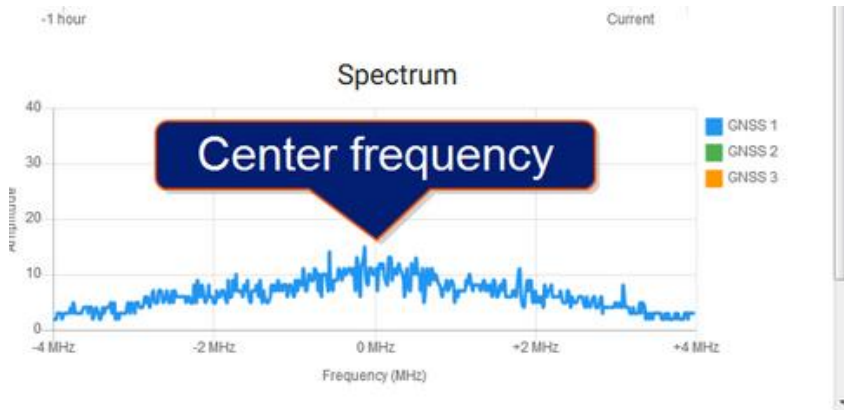 -1 hour
Current
Spectrum
40
Center frequency
GNSS 1
GNSS 2
GNSS 3
30
20
10
0
Amplitude
-4 MHz
-2 MHz
0 MHz
+2 MHz
+4 MHz
Frequency (MHz)